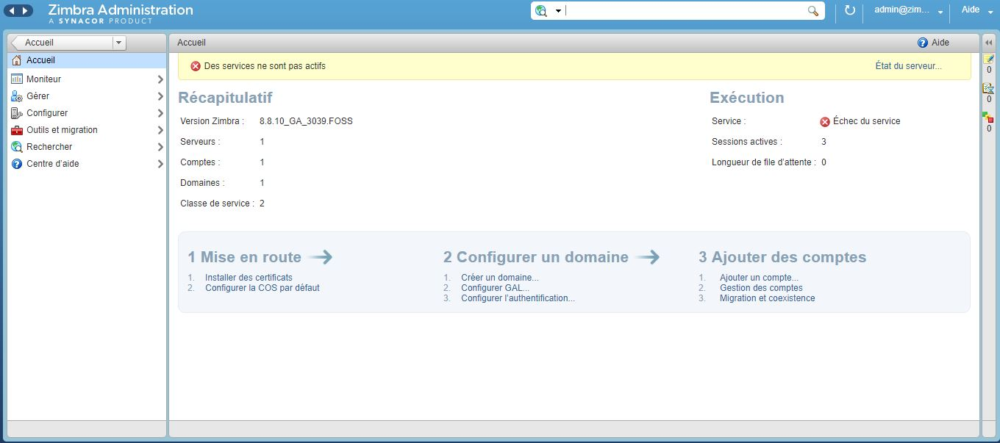 Zimbra Administration
A SYNACOR PRODUCT
admin@zim...
Aide
Accueil
Accueil
Moniteur
Gérer
Configurer
Outils et migration
Rechercher
Centre d'aide
Accueil
Aide
Des services ne sont pas actifs
État du serveur...
Récapitulatif
Version Zimbra : 8.8.10_GA_3039.FOSS
Serveurs : 1
Comptes : 1
Domaines : 1
Classe de service : 2
Exécution
Service : Échec du service
Sessions actives : 3
Longueur de file d'attente : 0
1 Mise en route
1. Installer des certificats
2. Configurer la COS par défaut
2 Configurer un domaine
1. Créer un domaine...
2. Configurer GAL...
3. Configurer l'authentification...
3 Ajouter des comptes
1. Ajouter un compte...
2. Gestion des comptes
3. Migration et coexistence
0
0
0